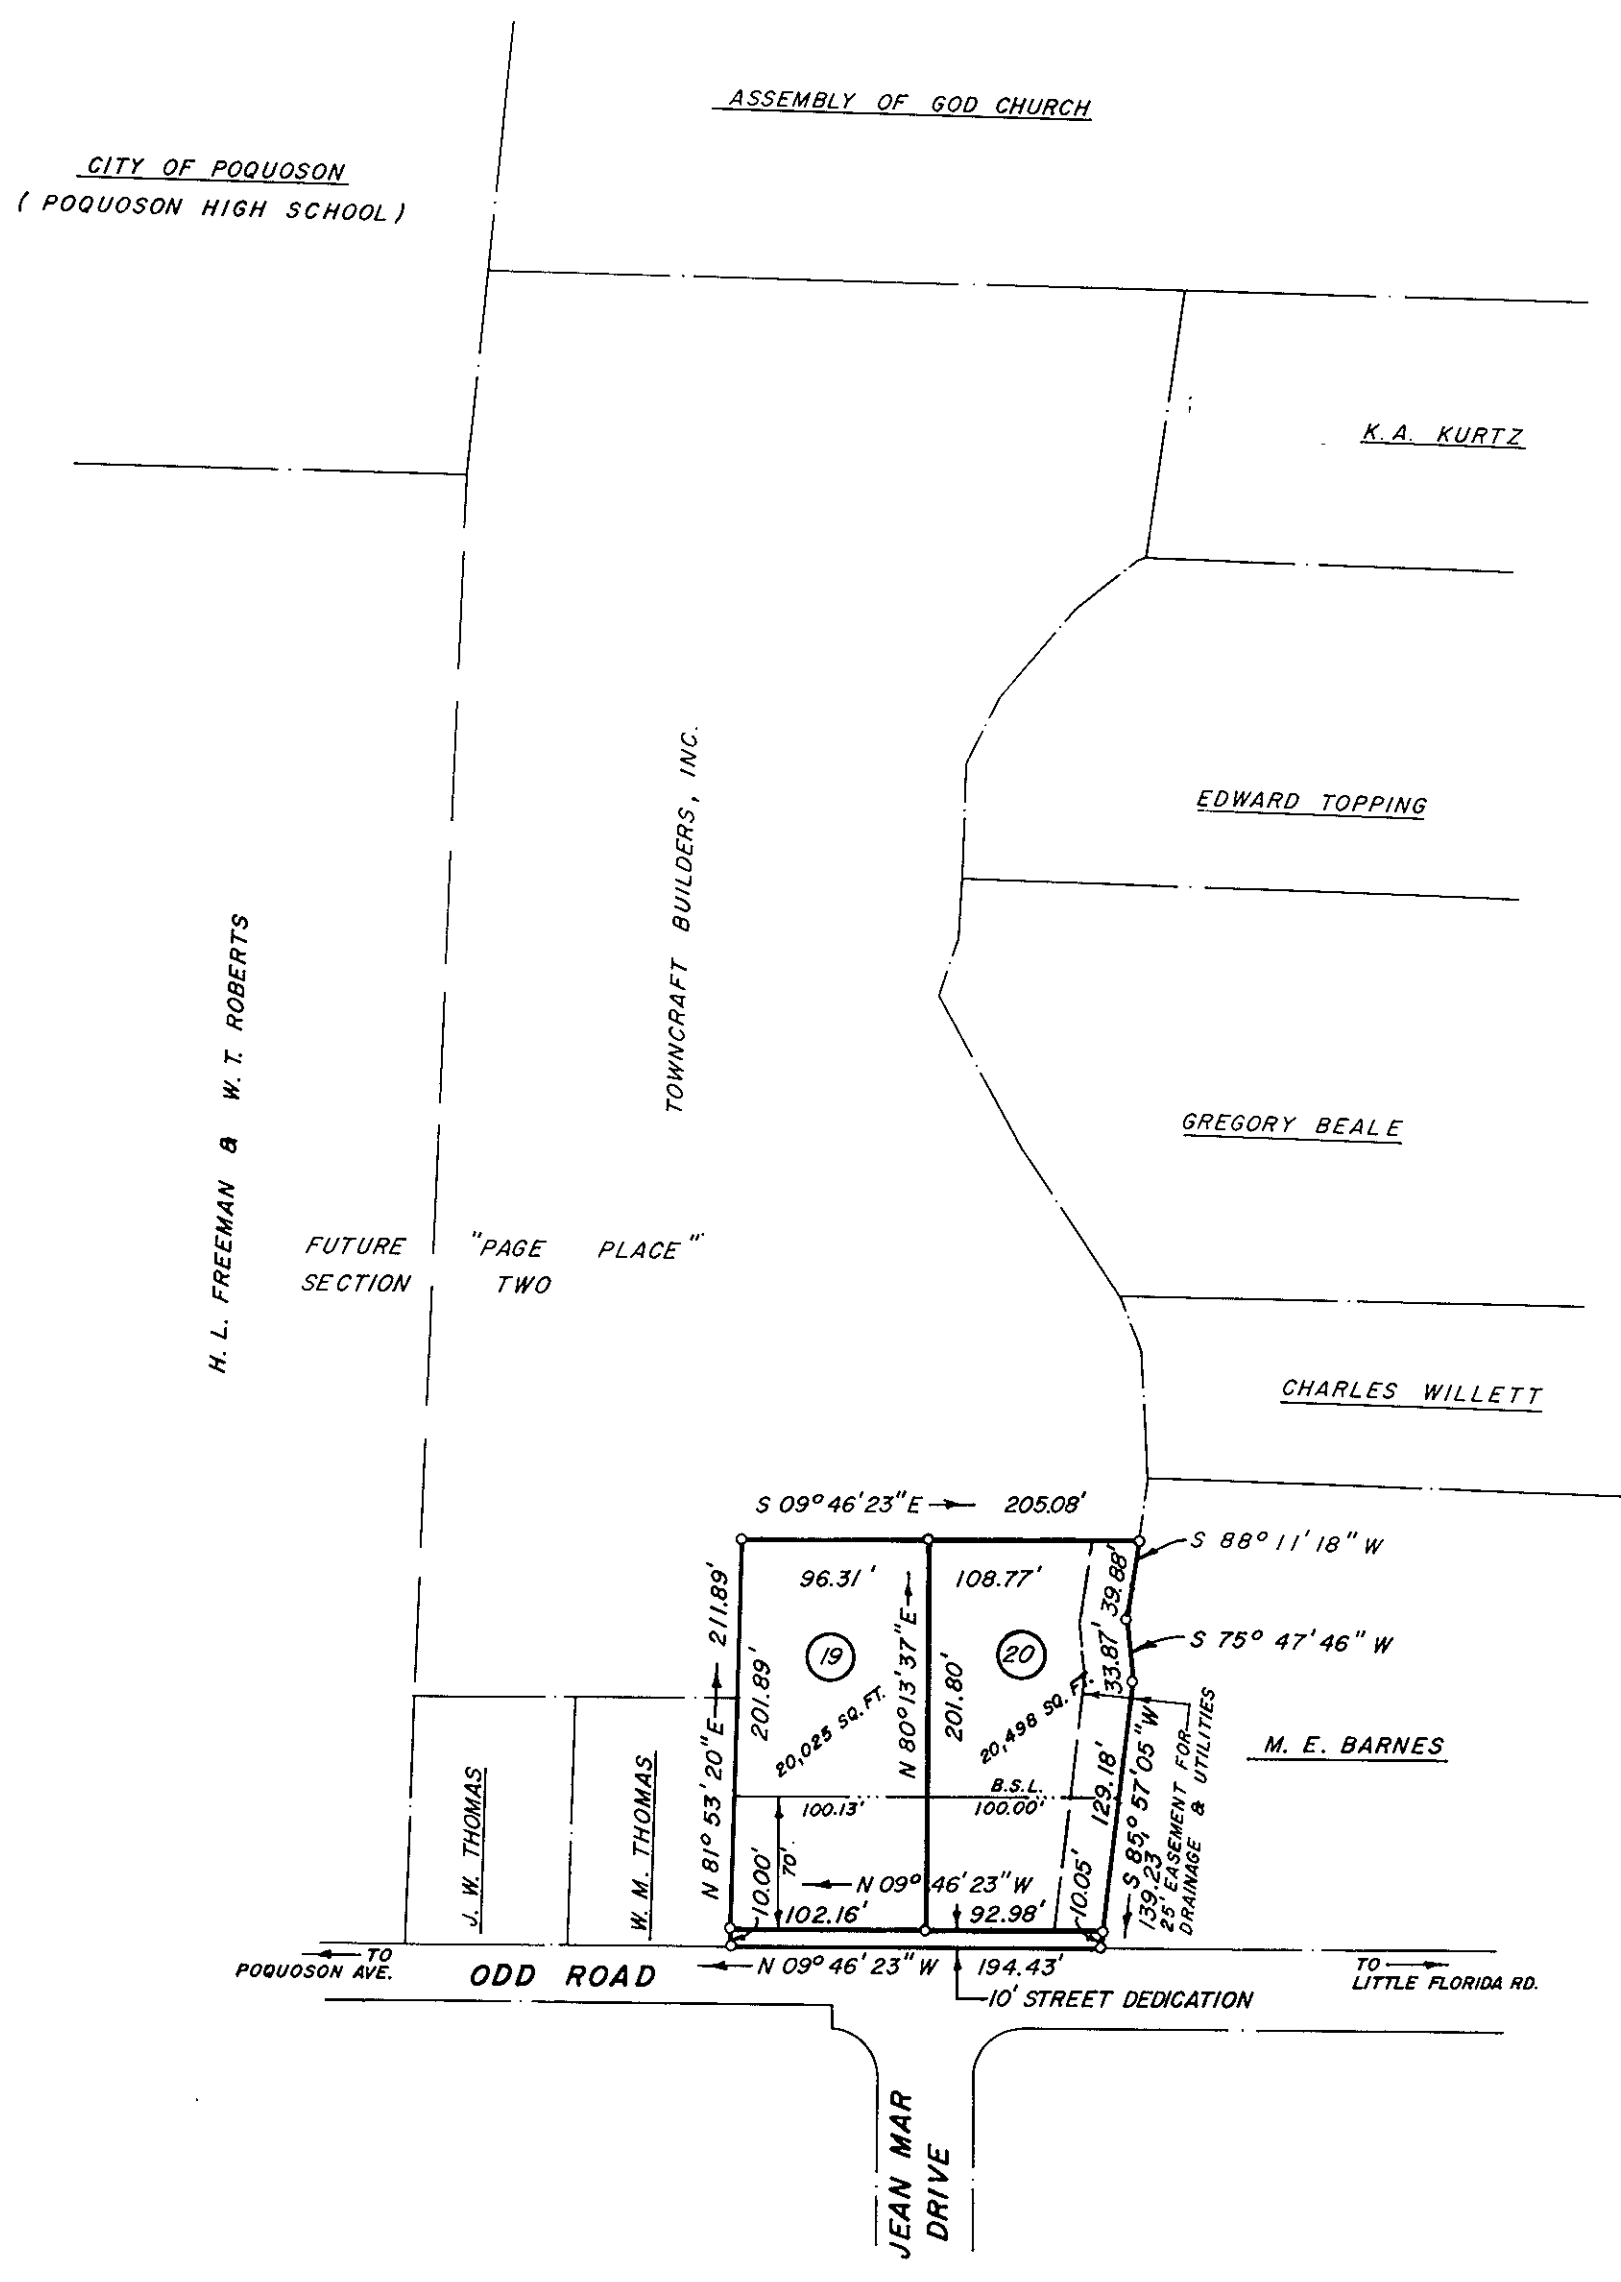 ASSEMBLY OF GOD CHURCH
CITY OF POQUOSON
( POQUOSON HIGH SCHOOL )
K. A. KURTZ
EDWARD TOPPING
TOWNCRAFT BUILDERS, INC.
H. L. FREEMAN & W. T. ROBERTS
GREGORY BEALE
FUTURE "PAGE PLACE"
SECTION TWO
CHARLES WILLETT
S 09° 46' 23" E 205.08'
S 88° 11' 18" W
96.31'
108.77'
39.88'
N 81° 53' 20" E 211.89'
201.89'
19
20,025 SQ. FT.
N 80° 13' 37" E
201.80'
20
20,498 SQ. FT.
33.87'
S 75° 47' 46" W
M. E. BARNES
J. W. THOMAS
W. M. THOMAS
B.S.L.
100.13'
100.00'
129.18'
S 85° 57' 05" W
139.23'
25' EASEMENT FOR
DRAINAGE & UTILITIES
70'
10.00'
N 09° 46' 23" W
10.05'
102.16'
92.98'
TO
POQUOSON AVE.
ODD ROAD
N 09° 46' 23" W 194.43'
TO
LITTLE FLORIDA RD.
10' STREET DEDICATION
JEAN MAR
DRIVE